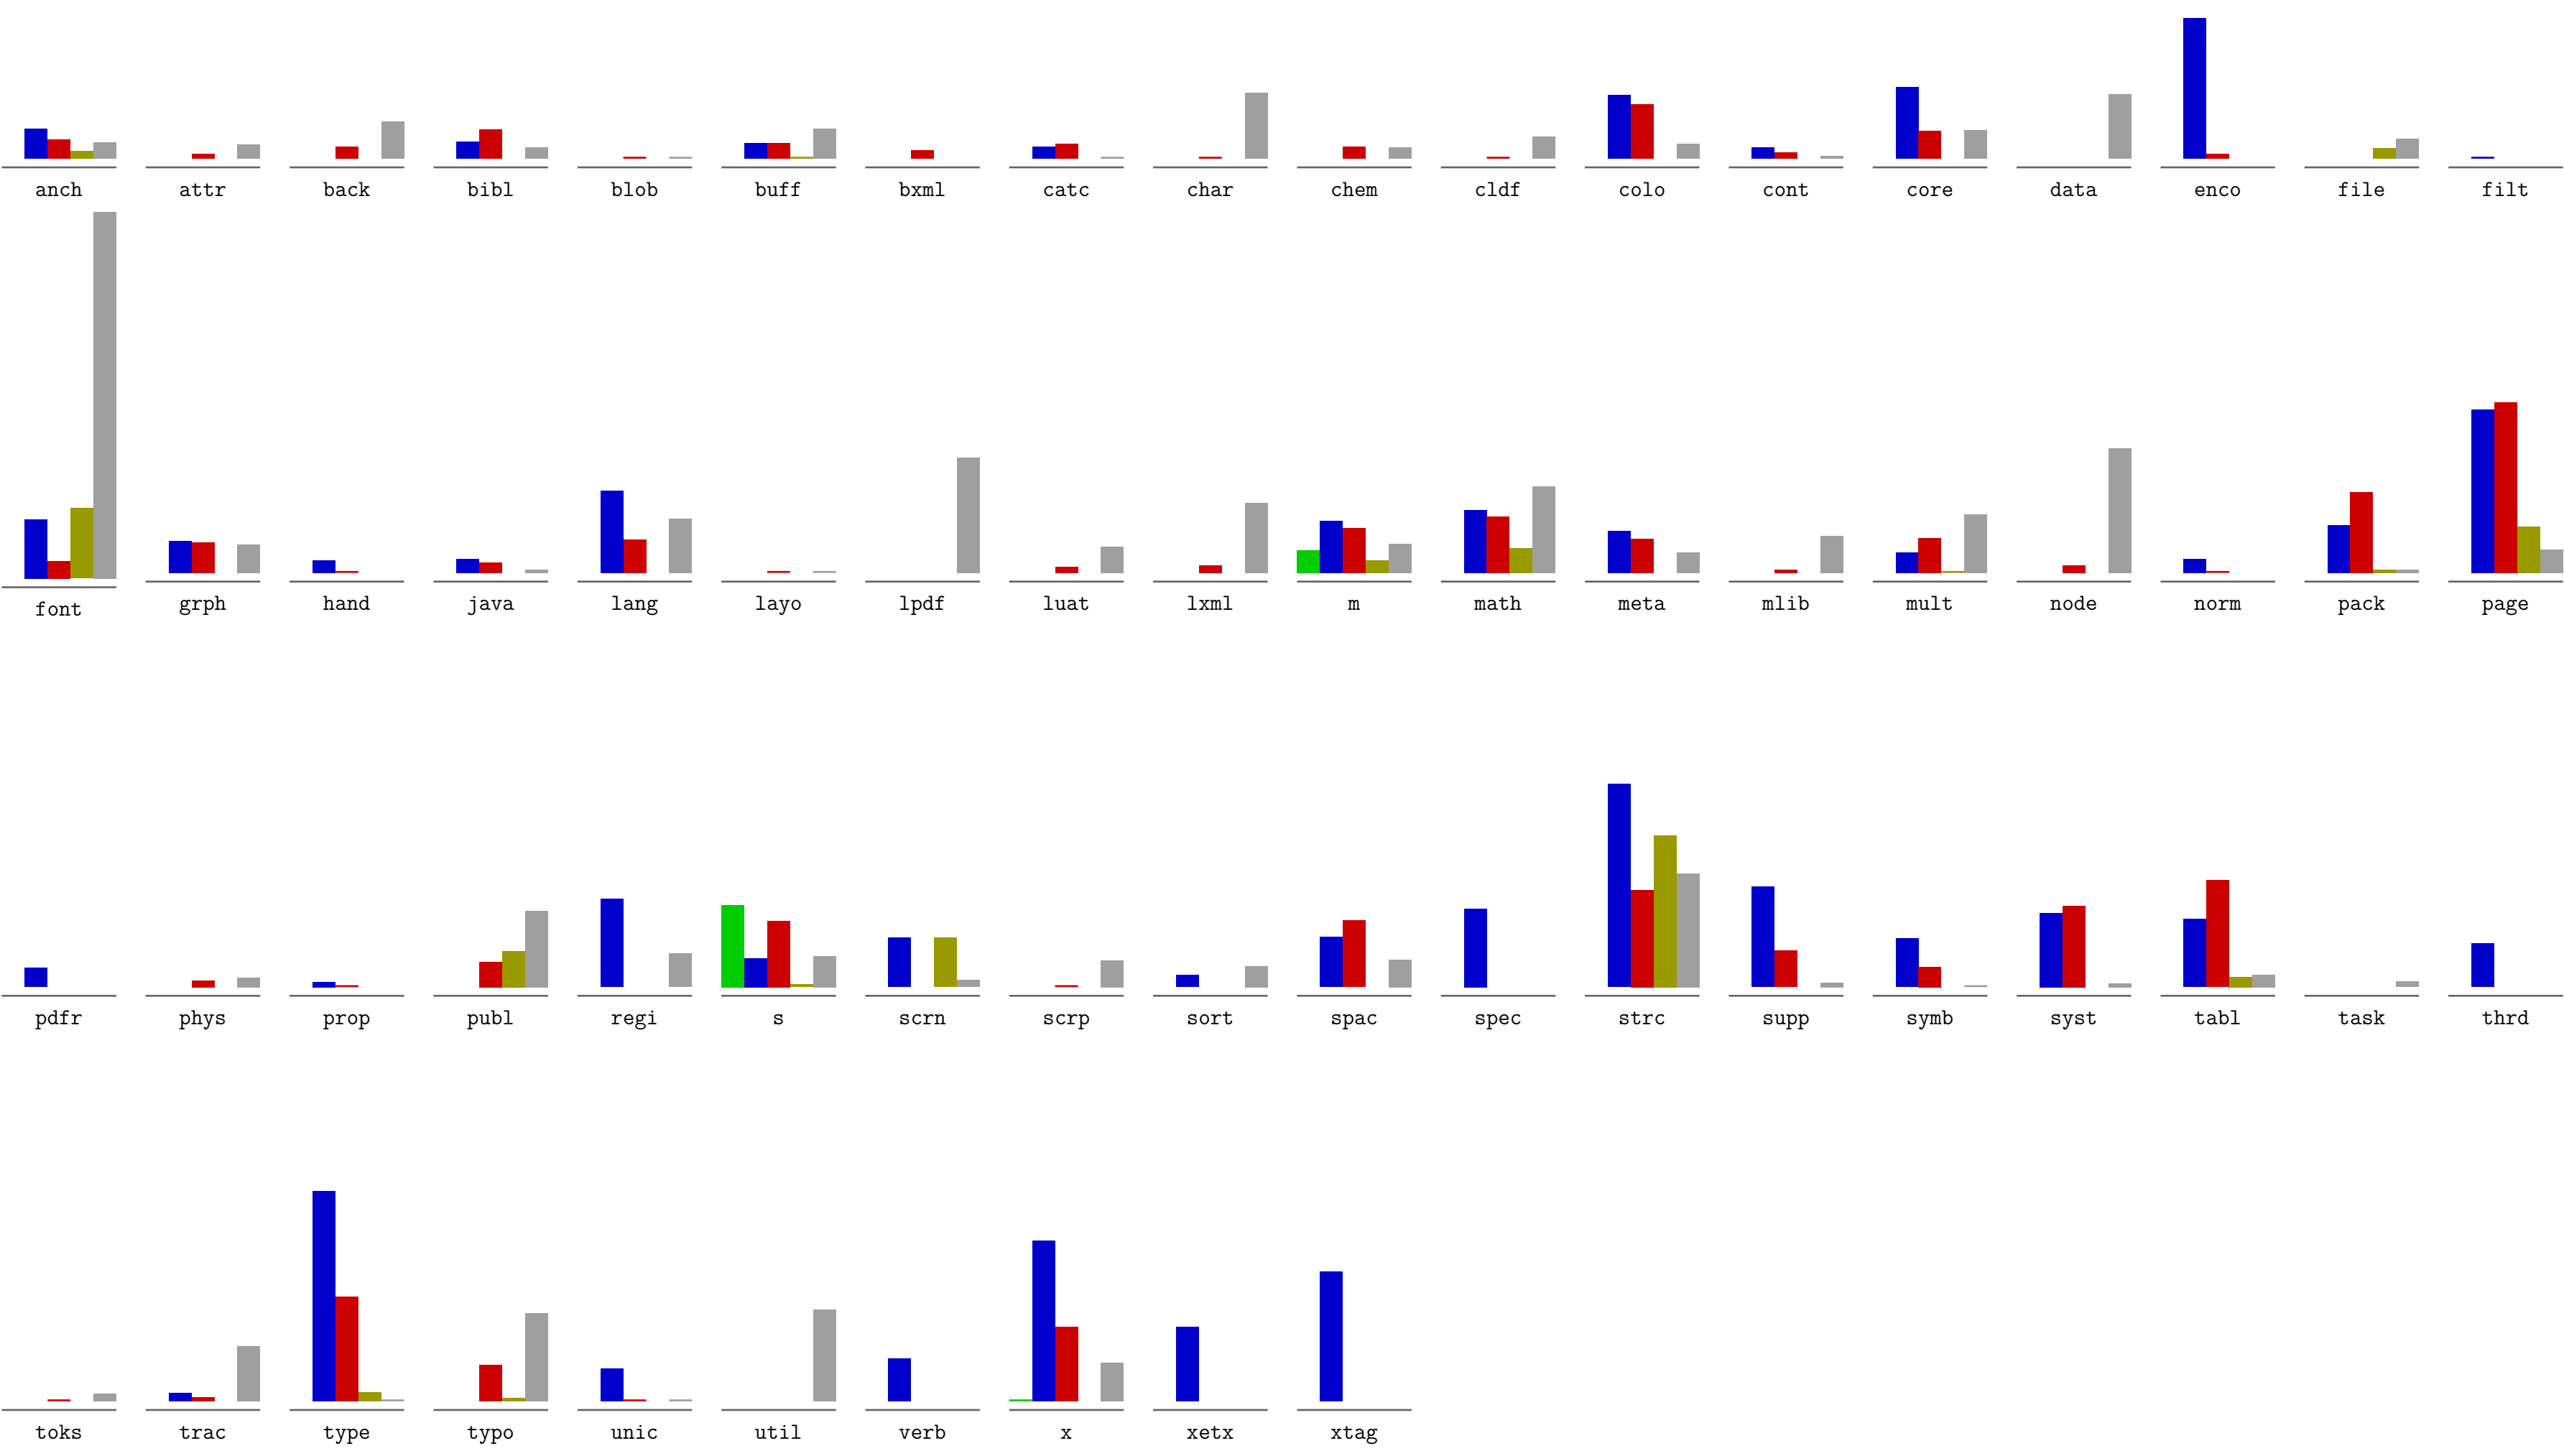 anch attr back bibl blob buff bxml catc char chem cldf colo cont core data enco file filt
font grph hand java lang layo lpdf luat lxml m math meta mlib mult node norm pack page
pdfr phys prop publ regi s scrn scrp sort spac spec strc supp symb syst tabl task thrd
toks trac type typo unic util verb x xetx xtag